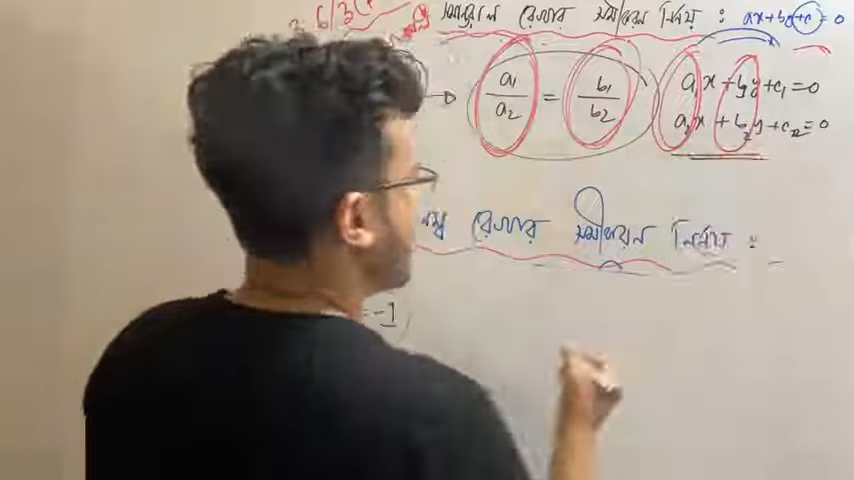 সমান্তরাল রেখার সমীকরণ নির্ণয় : ax+by+c=0
a₁/a₂ = b₁/b₂
a₁x+b₁y+c₁=0
a₂x+b₂y+c₂=0
লম্ব রেখার সমীকরণ নির্ণয় :
=-1